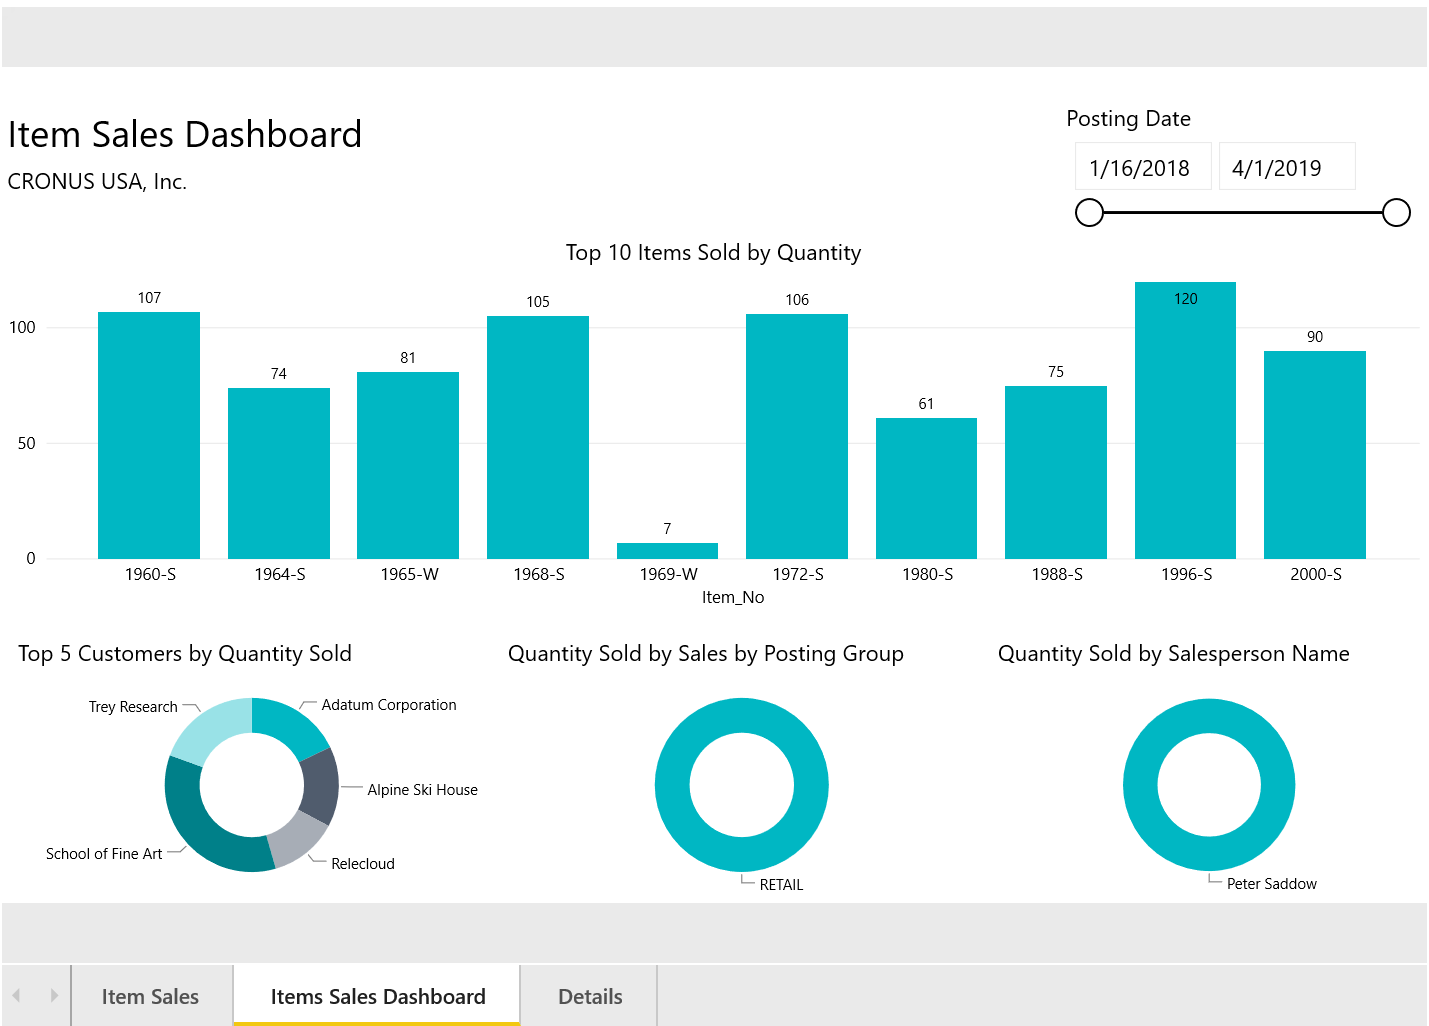 Item Sales Dashboard
CRONUS USA, Inc.
Posting Date
1/16/2018 4/1/2019
Top 10 Items Sold by Quantity
100
50
0
107 74 81 105 7 106 61 75 120 90
1960-S 1964-S 1965-W 1968-S 1969-W 1972-S 1980-S 1988-S 1996-S 2000-S
Item_No
Top 5 Customers by Quantity Sold
Trey Research
Adatum Corporation
Alpine Ski House
School of Fine Art
Relecloud
Quantity Sold by Sales by Posting Group
RETAIL
Quantity Sold by Salesperson Name
Peter Saddow
Item Sales Items Sales Dashboard Details